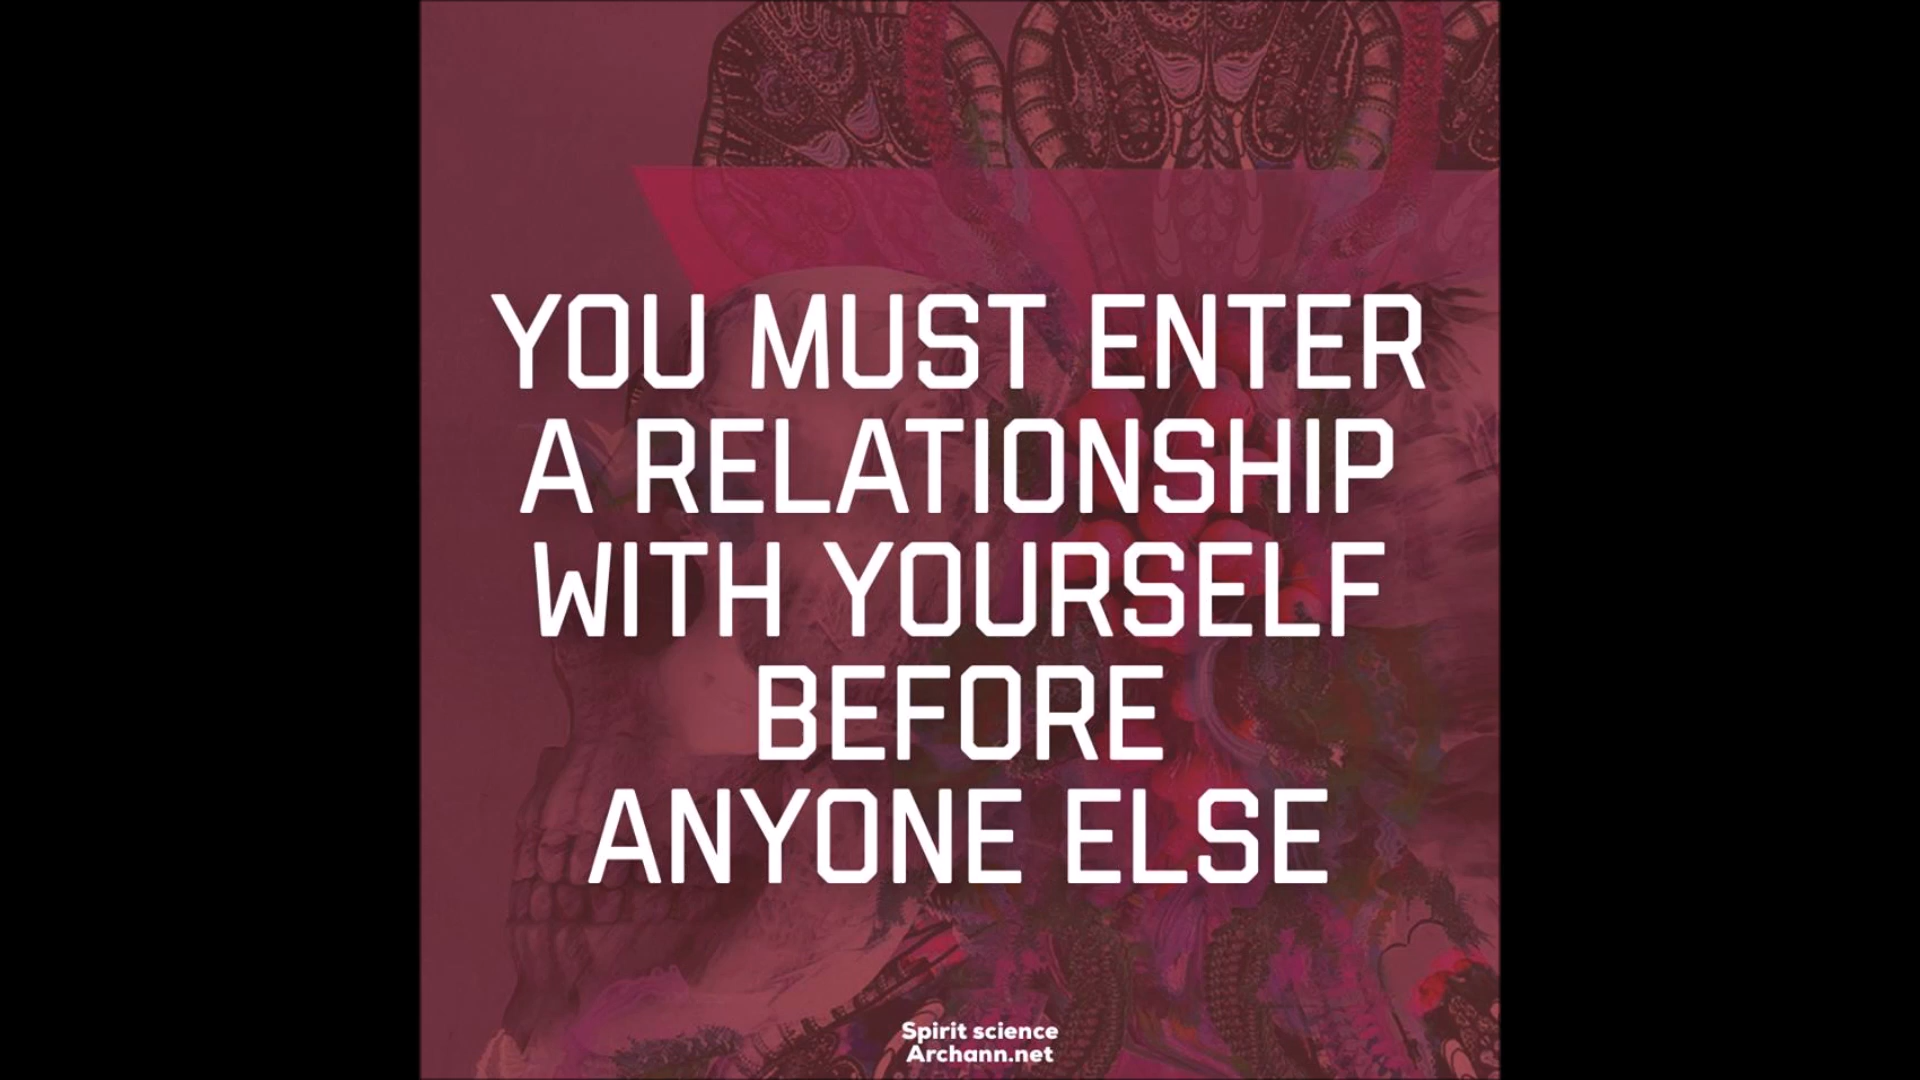 YOU MUST ENTER
A RELATIONSHIP
WITH YOURSELF
BEFORE
ANYONE ELSE
Spirit science
Archann.net